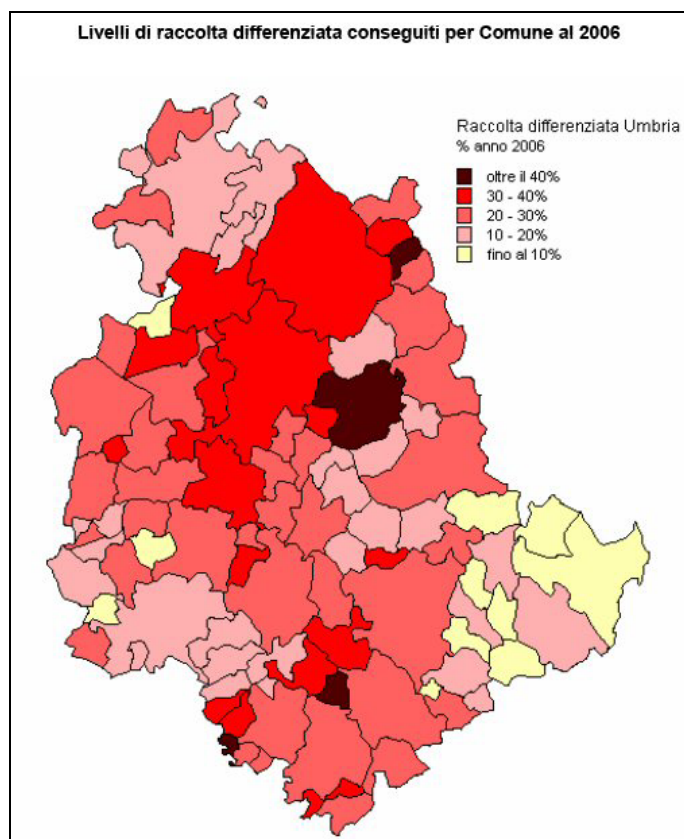 Livelli di raccolta differenziata conseguiti per Comune al 2006
Raccolta differenziata Umbria
% anno 2006
oltre il 40%
30 - 40%
20 - 30%
10 - 20%
fino al 10%